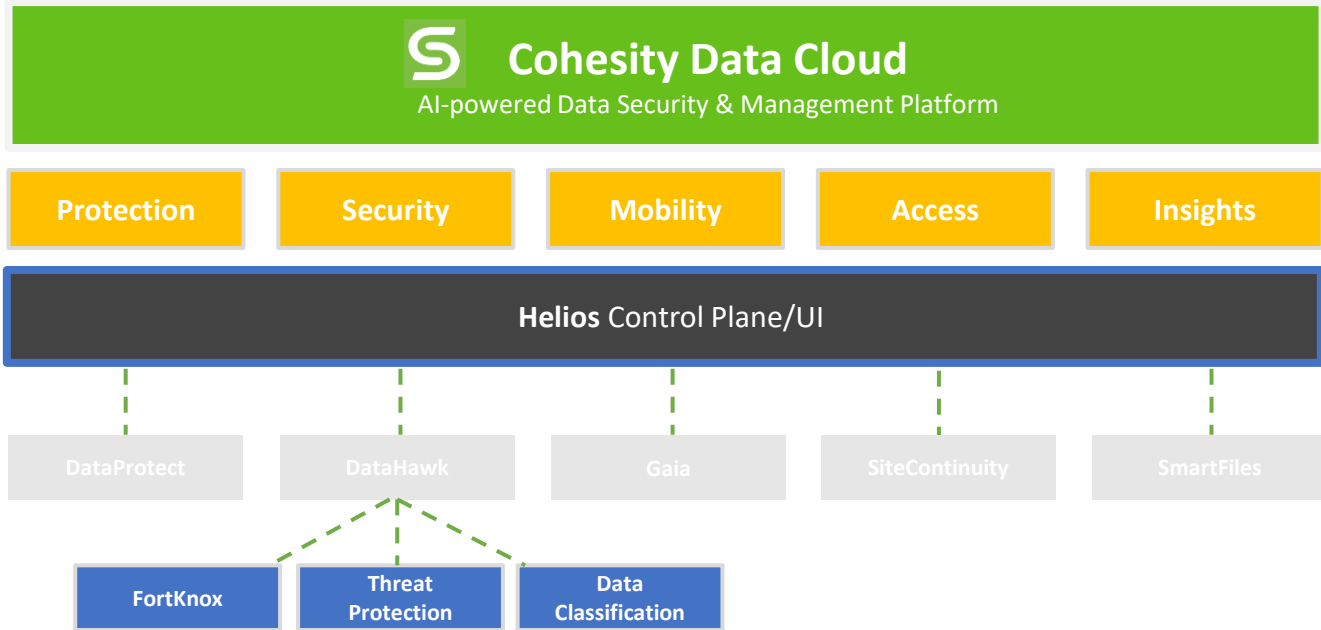 Cohesity Data Cloud
AI-powered Data Security & Management Platform
Protection
Security
Mobility
Access
Insights
Helios Control Plane/UI
DataProtect
DataHawk
Gaia
SiteContinuity
SmartFiles
FortKnox
Threat
Protection
Data
Classification